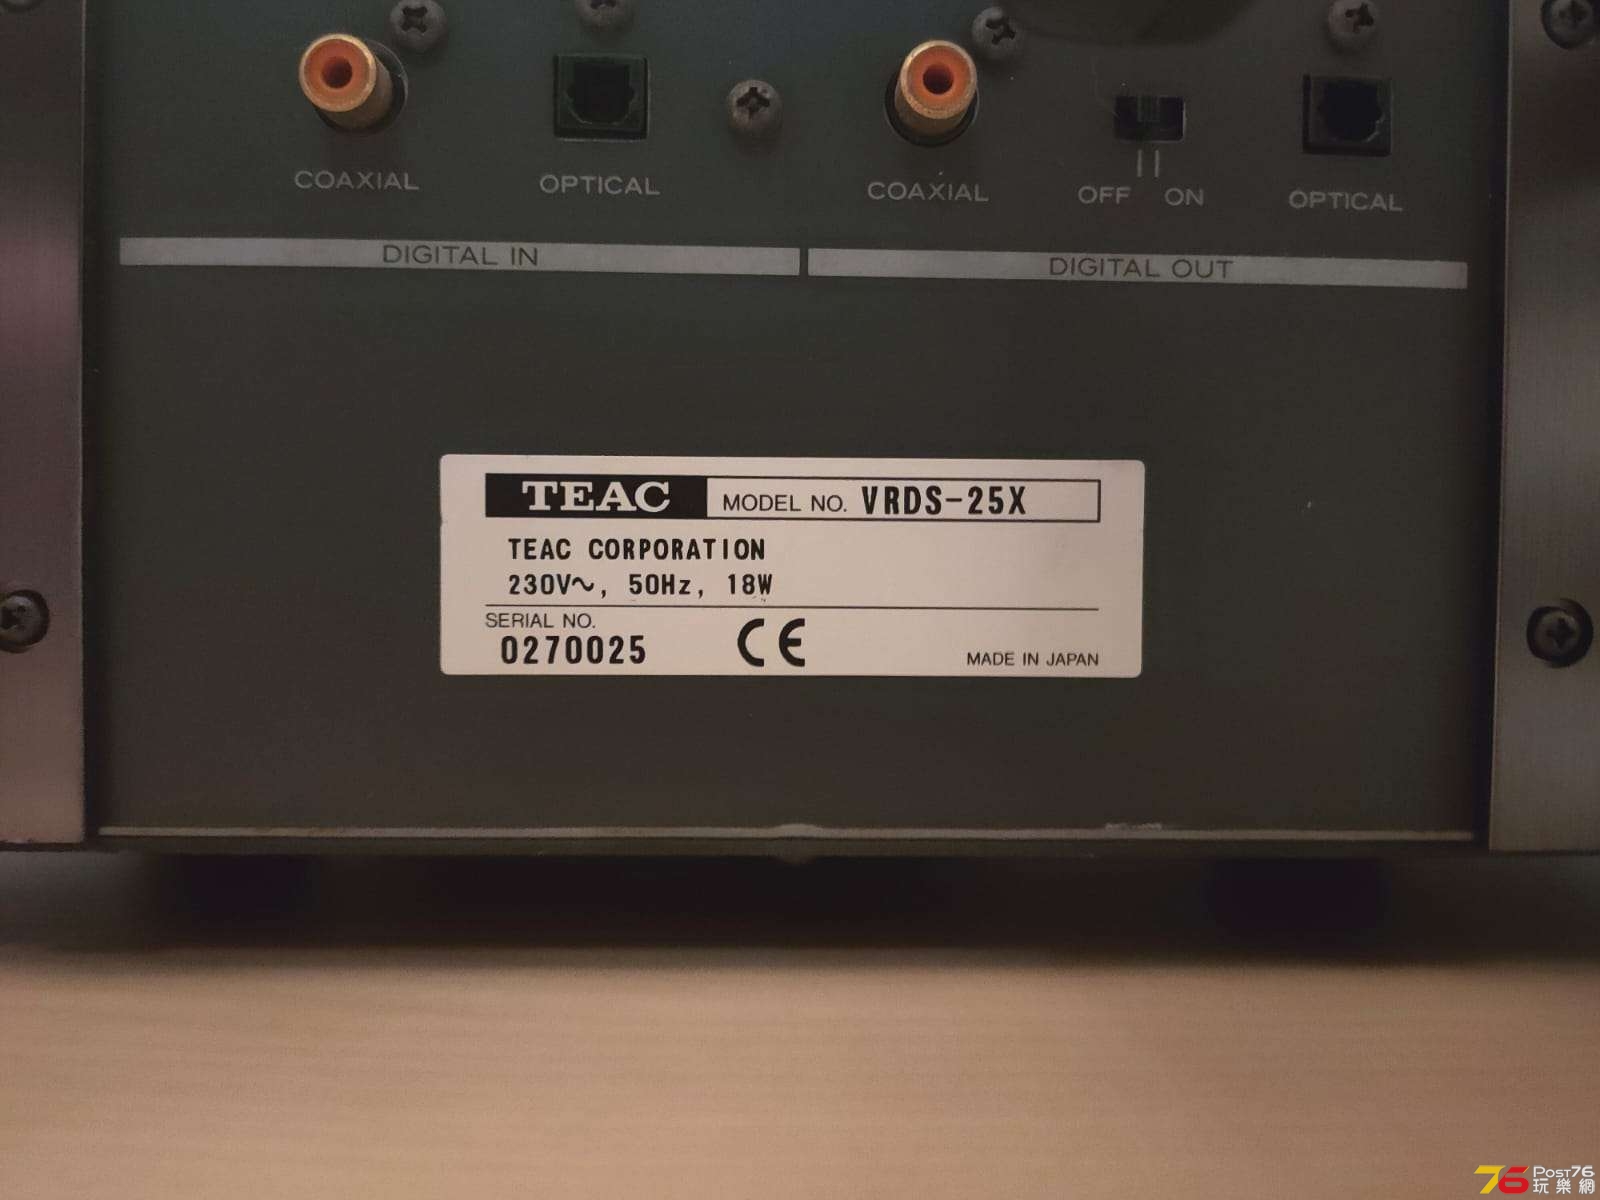 COAXIAL
OPTICAL
COAXIAL
OFF ON
OPTICAL
DIGITAL IN
DIGITAL OUT
TEAC MODEL NO. VRDS-25X
TEAC CORPORATION
230V~, 50Hz, 18W
SERIAL NO.
0270025
CE
MADE IN JAPAN
76 POST76
玩樂網